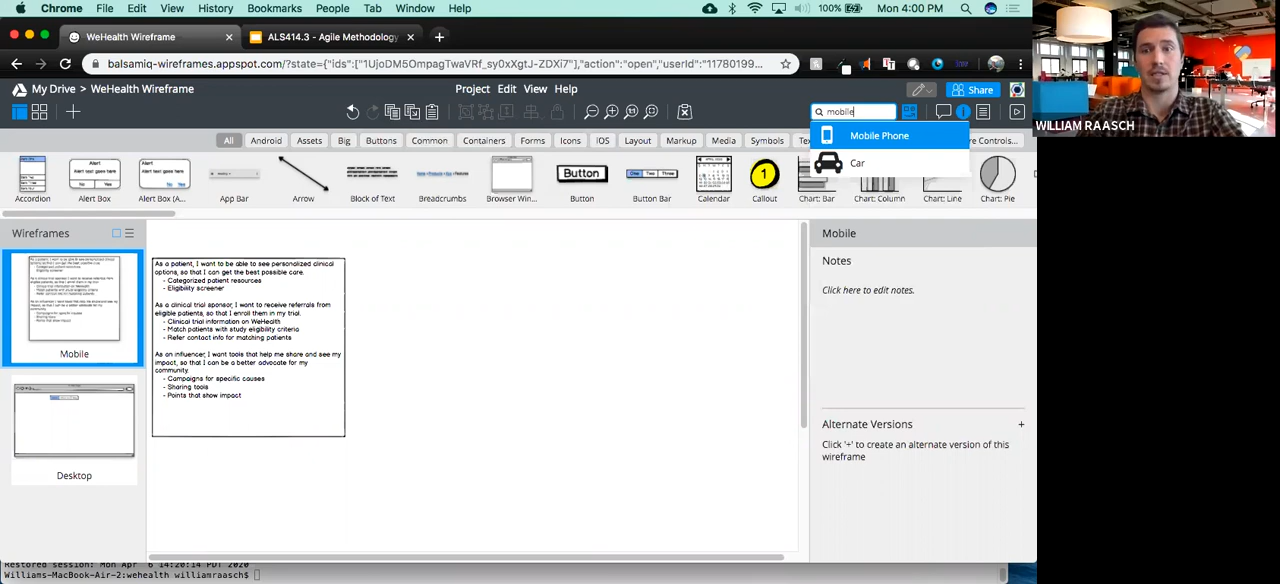 Chrome File Edit View History Bookmarks People Tab Window Help 100% Mon 4:00 PM
WeHealth Wireframe ALS414.3 - Agile Methodology
balsamiq-wireframes.appspot.com/?state={"ids":["1UjoDM5OmpagTwaVRf_sy0xXgtJ-ZDXi7"],"action":"open","userId":"11780199...
My Drive > WeHealth Wireframe Project Edit View Help Share
mobile
Mobile Phone
Car
All Android Assets Big Buttons Common Containers Forms Icons iOS Layout Markup Media Symbols Controls...
Accordion Alert Box Alert Box (A... App Bar Arrow Block of Text Breadcrumbs Browser Win... Button Button Bar Calendar Callout Chart: Bar Chart: Column Chart: Line Chart: Pie
Wireframes
Mobile
Desktop
As a patient, I want to be able to see personalized clinical
options, so that I can get the best possible care.
- Categorized patient resources
- Eligibility screener
As a clinical trial sponsor, I want to receive referrals from
eligible patients, so that I enroll them in my trial.
- Clinical trial information on WeHealth
- Match patients with study eligibility criteria
- Refer contact info for matching patients
As an influencer, I want tools that help me share and see my
impact, so that I can be a better advocate for my
community.
- Campaigns for specific causes
- Sharing tools
- Points that show impact
Mobile
Notes
Click here to edit notes.
Alternate Versions +
Click '+' to create an alternate version of this
wireframe
WILLIAM RAASCH
Restored session: Mon Apr 6 14:20:14 PDT 2020
Williams-MacBook-Air-2:wehealth williamraasch$